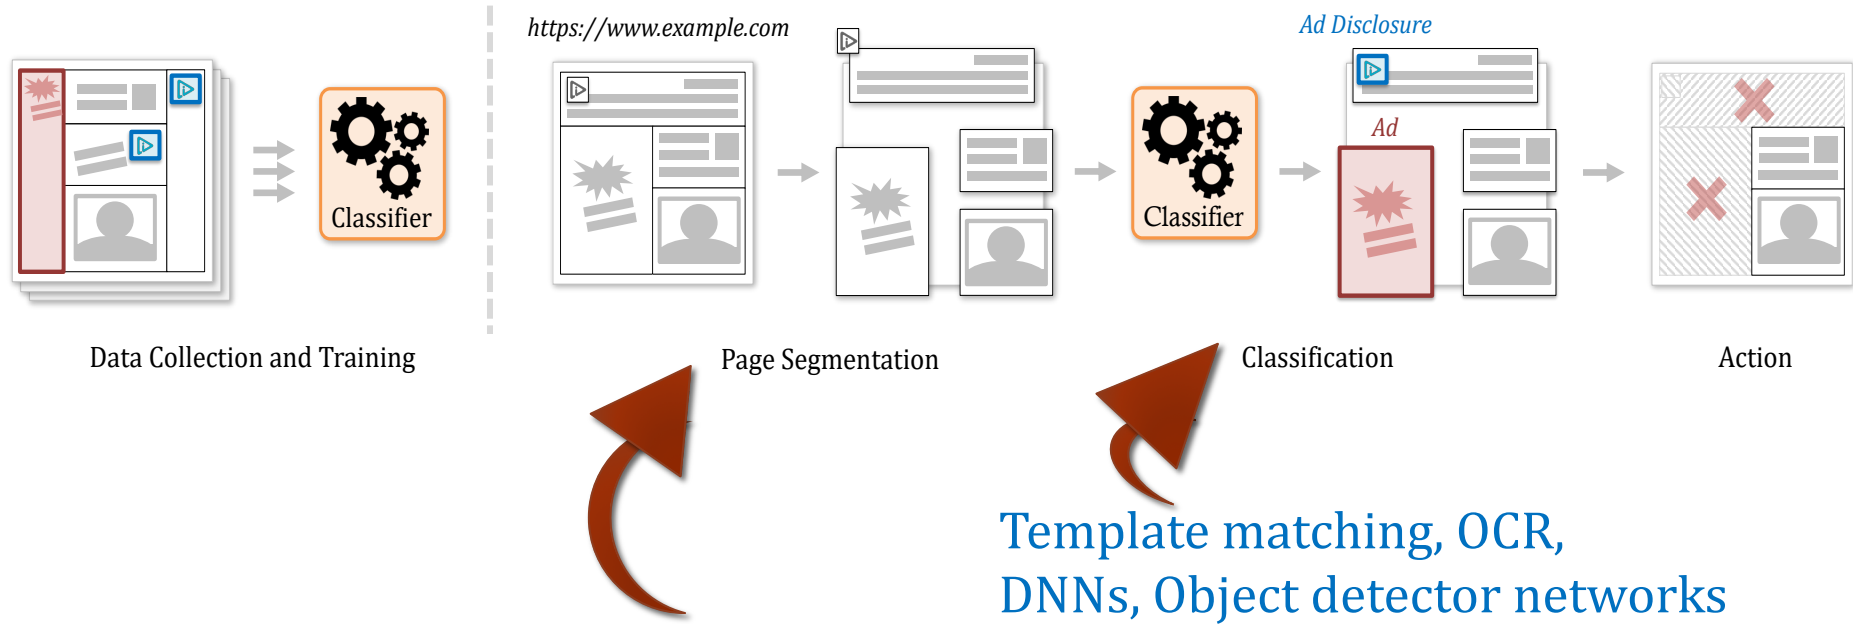 https://www.example.com
Ad Disclosure
Ad
Classifier
Classifier
Data Collection and Training
Page Segmentation
Classification
Action
Template matching, OCR,
DNNs, Object detector networks